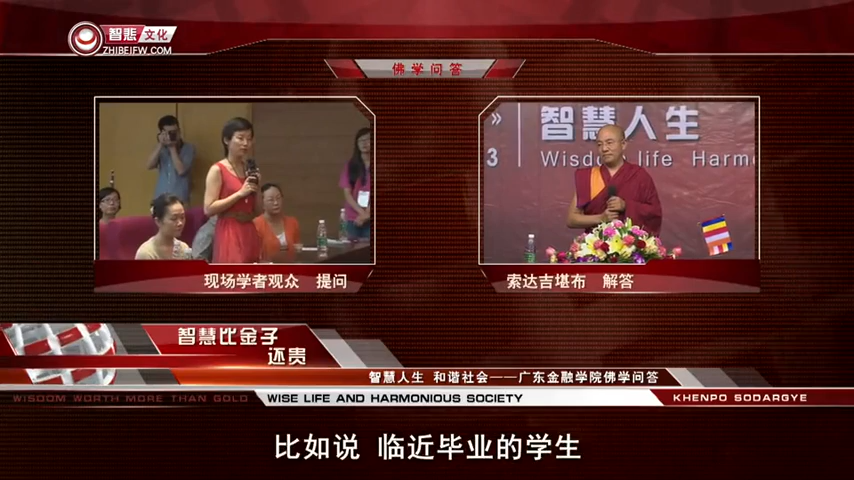 智悲文化
ZHIBEIFW.COM
佛学问答
智慧人生
3 Wisdom life Harmo
现场学者观众 提问
索达吉堪布 解答
智慧比金子
还贵
智慧人生 和谐社会——广东金融学院佛学问答
WISDOM WORTH MORE THAN GOLD
WISE LIFE AND HARMONIOUS SOCIETY
KHENPO SODARGYE
比如说 临近毕业的学生